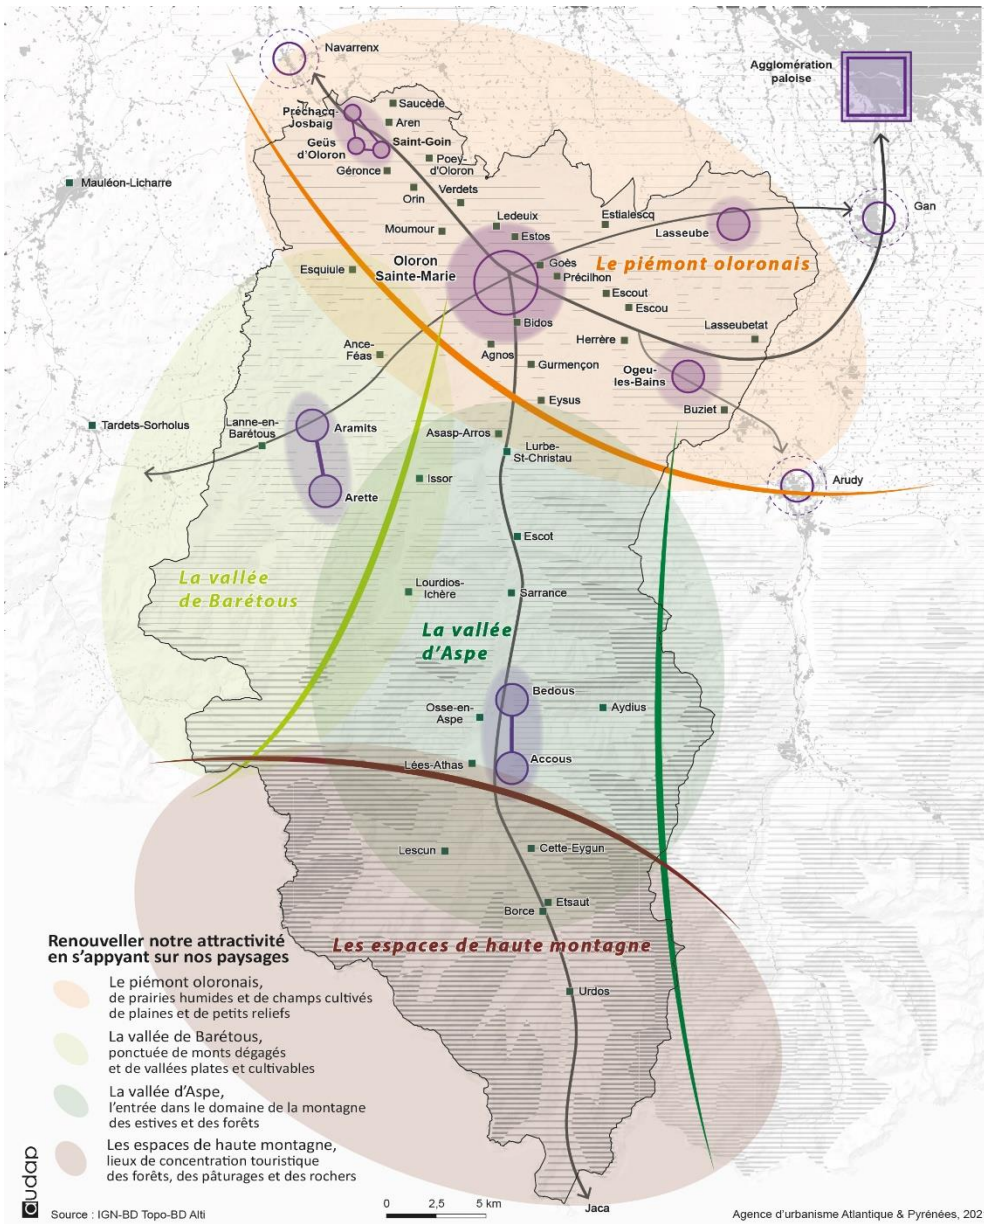 Navarrenx
Agglomération
paloise
Saucède
Préchacq-
Josbaig
Aren
Geüs
d'Oloron
Saint-Goin
Poey-
d'Oloron
Géronce
Mauléon-Licharre
Orin
Verdets
Gan
Ledeuix
Estialescq
Lasseube
Moumour
Estos
Oloron
Sainte-Marie
Goès
Le piémont oloronais
Esquiule
Précilhon
Escout
Escou
Bidos
Lasseubetat
Ance-
Féas
Agnos
Herrère
Gurmençon
Ogeu-
les-Bains
Buziet
Eysus
Tardets-Sorholus
Lanne-en-
Barétous
Aramits
Asasp-Arros
Lurbe-
St-Christau
Issor
Arudy
Arette
Escot
La vallée
de Barétous
Lourdios-
Ichère
Sarrance
La vallée
d'Aspe
Bedous
Osse-en-
Aspe
Aydius
Accous
Lées-Athas
Lescun
Cette-Eygun
Etsaut
Borce
Les espaces de haute montagne
Urdos
Jaca
Renouveller notre attractivité
en s'appyant sur nos paysages
Le piémont oloronais,
de prairies humides et de champs cultivés
de plaines et de petits reliefs
La vallée de Barétous,
ponctuée de monts dégagés
et de vallées plates et cultivables
La vallée d'Aspe,
l'entrée dans le domaine de la montagne
des estives et des forêts
Les espaces de haute montagne,
lieux de concentration touristique
des forêts, des pâturages et des rochers
audap
Source : IGN-BD Topo-BD Alti
0 2,5 5 km
Agence d'urbanisme Atlantique & Pyrénées, 202